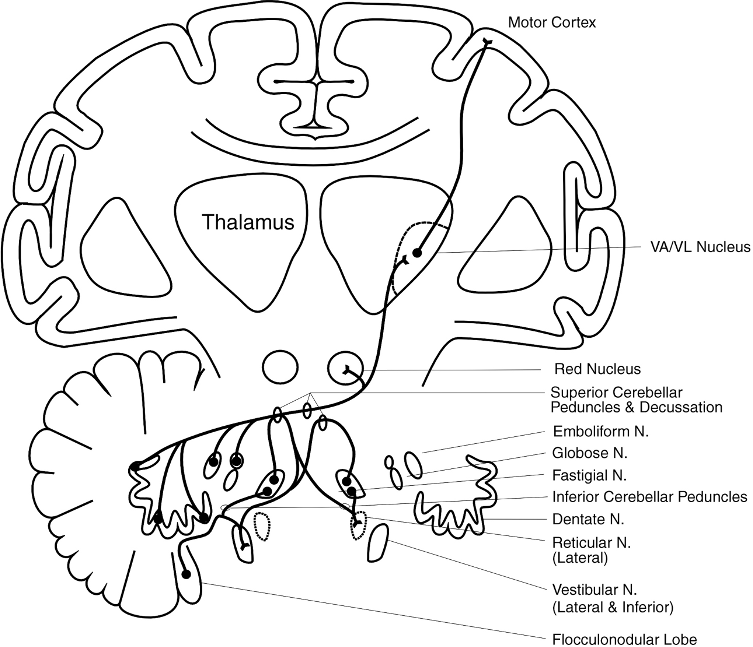 Motor Cortex
Thalamus
VA/VL Nucleus
Red Nucleus
Superior Cerebellar
Peduncles & Decussation
Emboliform N.
Globose N.
Fastigial N.
Inferior Cerebellar Peduncles
Dentate N.
Reticular N.
(Lateral)
Vestibular N.
(Lateral & Inferior)
Flocculonodular Lobe